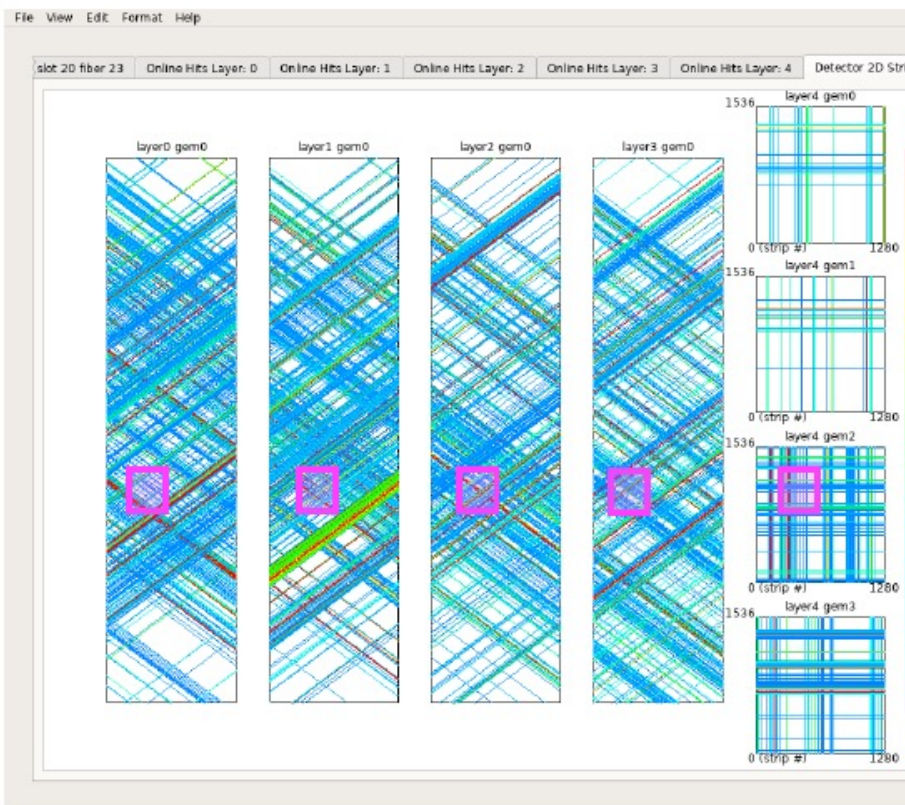 File View Edit Format Help
slot 20 fiber 23 Online Hits Layer: 0 Online Hits Layer: 1 Online Hits Layer: 2 Online Hits Layer: 3 Online Hits Layer: 4 Detector 2D Stri
layer0 gem0 layer1 gem0 layer2 gem0 layer3 gem0
layer4 gem0
1536
0 (strip #) 1280
layer4 gem1
1536
0 (strip #) 1280
layer4 gem2
1536
0 (strip #) 1280
layer4 gem3
1536
0 (strip #) 1280